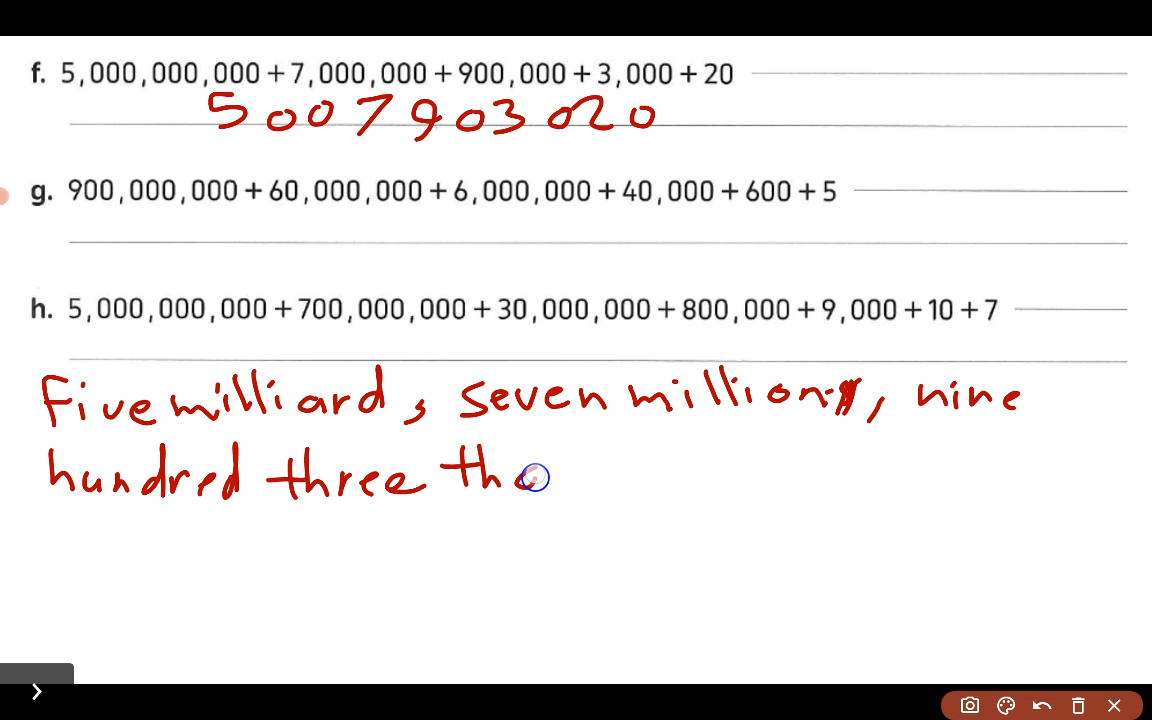 f. 5,000,000,000 + 7,000,000 + 900,000 + 3,000 + 20
5007903020
g. 900,000,000 + 60,000,000 + 6,000,000 + 40,000 + 600 + 5
h. 5,000,000,000 + 700,000,000 + 30,000,000 + 800,000 + 9,000 + 10 + 7
Five milliard, seven million, nine
hundred three tho